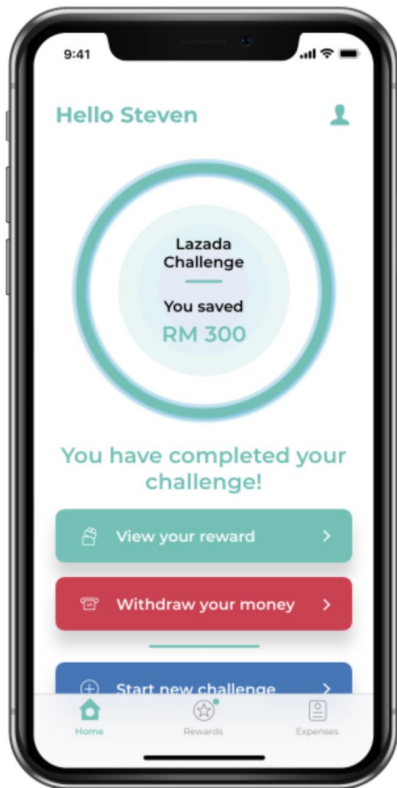 9:41
Hello Steven
Lazada
Challenge
You saved
RM 300
You have completed your
challenge!
View your reward
Withdraw your money
Start new challenge
Home
Rewards
Expenses